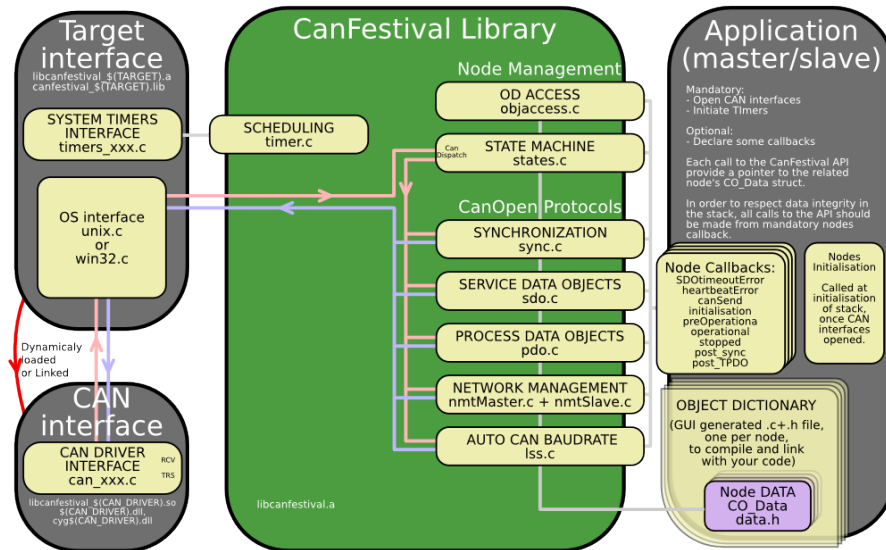 Target
interface
libcanfestival_$(TARGET).a
canfestival_$(TARGET).lib
SYSTEM TIMERS
INTERFACE
timers_xxx.c
OS interface
unix.c
or
win32.c
Dynamicaly
loaded
or Linked
CAN
interface
CAN DRIVER
INTERFACE
can_xxx.c
RCV
TRS
libcanfestival_$(CAN_DRIVER).so
$(CAN_DRIVER).dll,
cyg$(CAN_DRIVER).dll
CanFestival Library
SCHEDULING
timer.c
Node Management
OD ACCESS
objaccess.c
Can
Dispatch
STATE MACHINE
states.c
CanOpen Protocols
SYNCHRONIZATION
sync.c
SERVICE DATA OBJECTS
sdo.c
PROCESS DATA OBJECTS
pdo.c
NETWORK MANAGEMENT
nmtMaster.c + nmtSlave.c
AUTO CAN BAUDRATE
lss.c
libcanfestival.a
Application
(master/slave)
Mandatory:
- Open CAN interfaces
- Initiate TImers
Optional:
- Declare some callbacks
Each call to the CanFestival API
provide a pointer to the related
node's CO_Data struct.
In order to respect data integrity in
the stack, all calls to the API should
be made from mandatory nodes
callback.
Node Callbacks:
SDOtimeoutError
heartbeatError
canSend
initialisation
preOperationa
operational
stopped
post_sync
post_TPDO
Nodes
Initialisation
Called at
initialisation
of stack,
once CAN
interfaces
opened.
OBJECT DICTIONARY
(GUI generated .c+.h file,
one per node,
to compile and link
with your code)
Node DATA
CO_Data
data.h